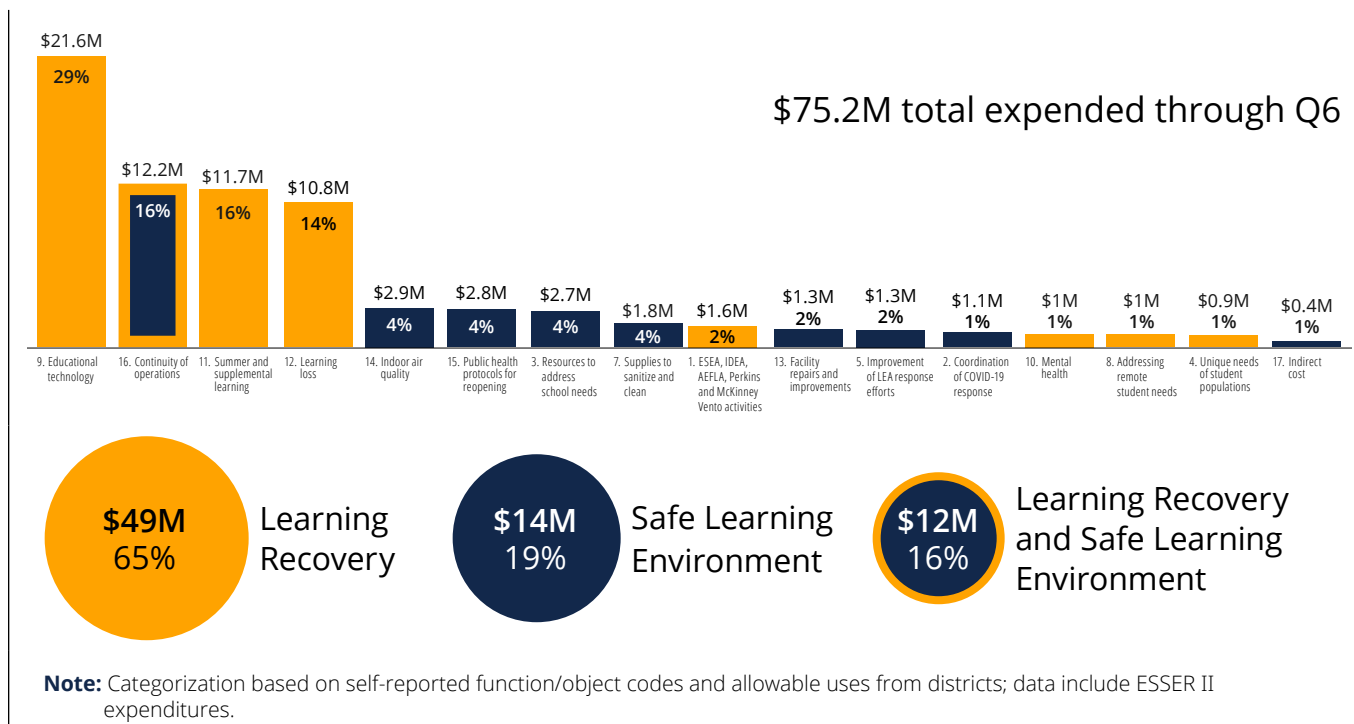 $21.6M
29%
$75.2M total expended through Q6
$12.2M
16%
$11.7M
16%
$10.8M
14%
$2.9M
4%
$2.8M
4%
$2.7M
4%
$1.8M
4%
$1.6M
2%
$1.3M
2%
$1.3M
2%
$1.1M
1%
$1M
1%
$1M
1%
$0.9M
1%
$0.4M
1%
9. Educational
technology
16. Continuity of
operations
11. Summer and
supplemental
learning
12. Learning
loss
14. Indoor air
quality
15. Public health
protocols for
reopening
3. Resources to
address
school needs
7. Supplies to
sanitize and
clean
1. ESEA, IDEA,
AEFLA, Perkins
and McKinney
Vento activities
13. Facility
repairs and
improvements
5. Improvement
of LEA response
efforts
2. Coordination
of COVID-19
response
10. Mental
health
8. Addressing
remote
student needs
4. Unique needs
of student
populations
17. Indirect
cost
$49M
65%
Learning
Recovery
$14M
19%
Safe Learning
Environment
$12M
16%
Learning Recovery
and Safe Learning
Environment
Note: Categorization based on self-reported function/object codes and allowable uses from districts; data include ESSER II
expenditures.